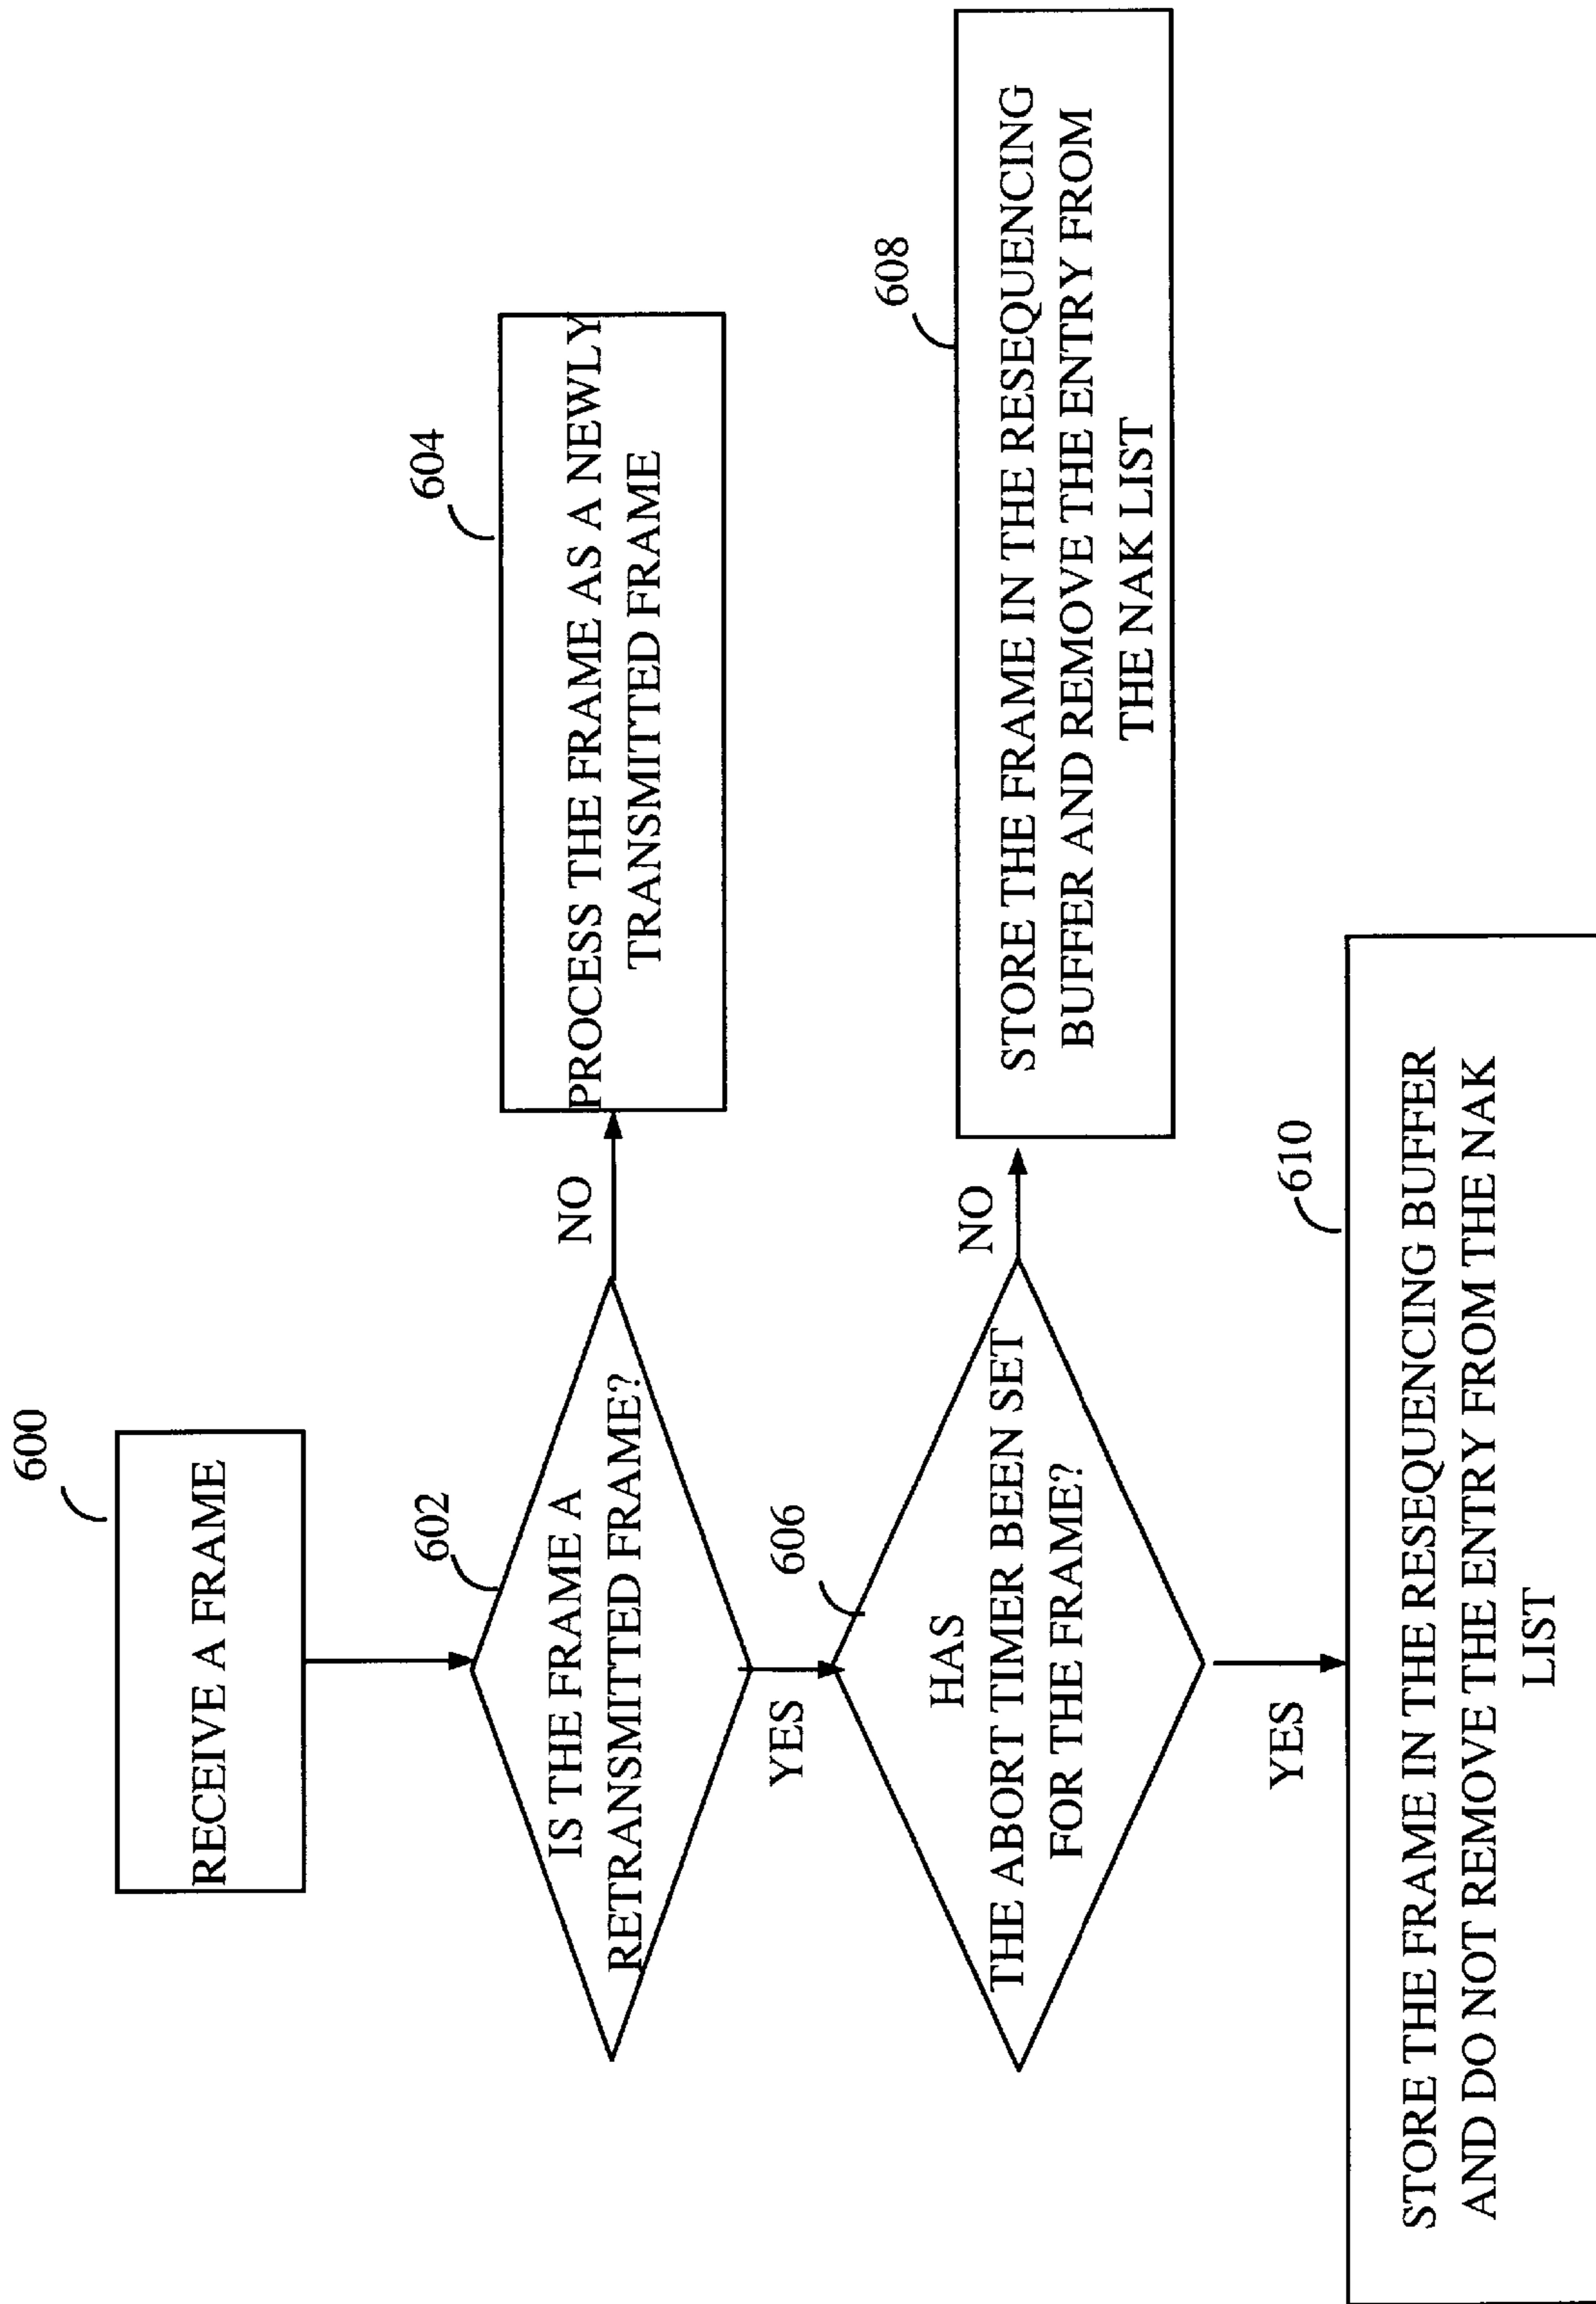 600
RECEIVE A FRAME
602
IS THE FRAME A
RETRANSMITTED FRAME?
NO
604
PROCESS THE FRAME AS A NEWLY
TRANSMITTED FRAME
YES
606
HAS
THE ABORT TIMER BEEN SET
FOR THE FRAME?
NO
608
STORE THE FRAME IN THE RESEQUENCING
BUFFER AND REMOVE THE ENTRY FROM
THE NAK LIST
YES
610
STORE THE FRAME IN THE RESEQUENCING BUFFER
AND DO NOT REMOVE THE ENTRY FROM THE NAK
LIST